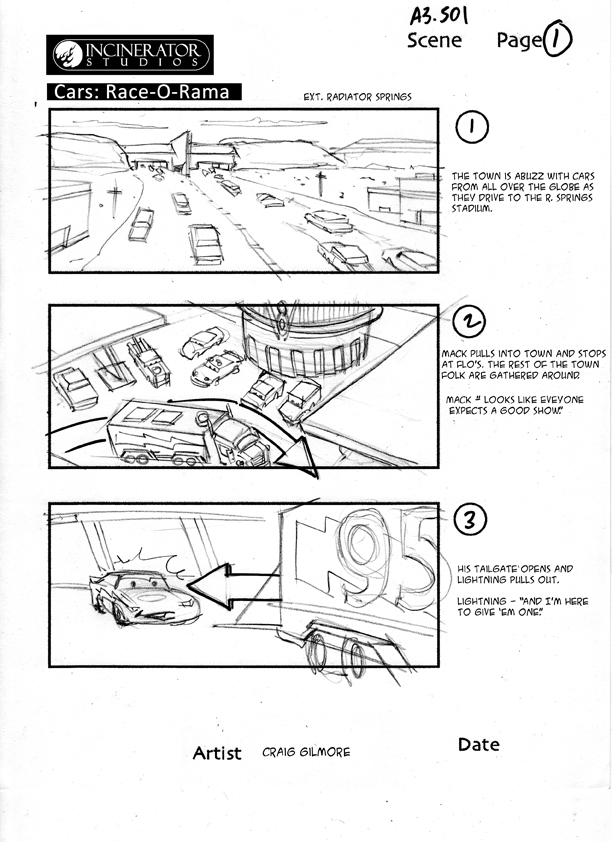 A3.S01
Scene Page 1
INCINERATOR
STUDIOS
Cars: Race-O-Rama
EXT. RADIATOR SPRINGS
1
THE TOWN IS ABUZZ WITH CARS
FROM ALL OVER THE GLOBE AS
THEY DRIVE TO THE R. SPRINGS
STADIUM.
2
MACK PULLS INTO TOWN AND STOPS
AT FLO'S. THE REST OF THE TOWN
FOLK ARE GATHERED AROUND.
MACK # LOOKS LIKE EVEYONE
EXPECTS A GOOD SHOW."
3
95
HIS TAILGATE OPENS AND
LIGHTNING PULLS OUT.
LIGHTNING - "AND I'M HERE
TO GIVE 'EM ONE."
Artist CRAIG GILMORE
Date